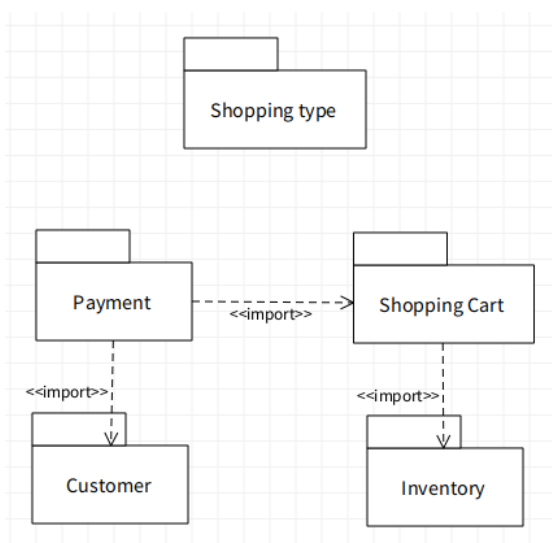 Shopping type
Payment
<<import>>
Shopping Cart
<<import>>
<<import>>
Customer
Inventory